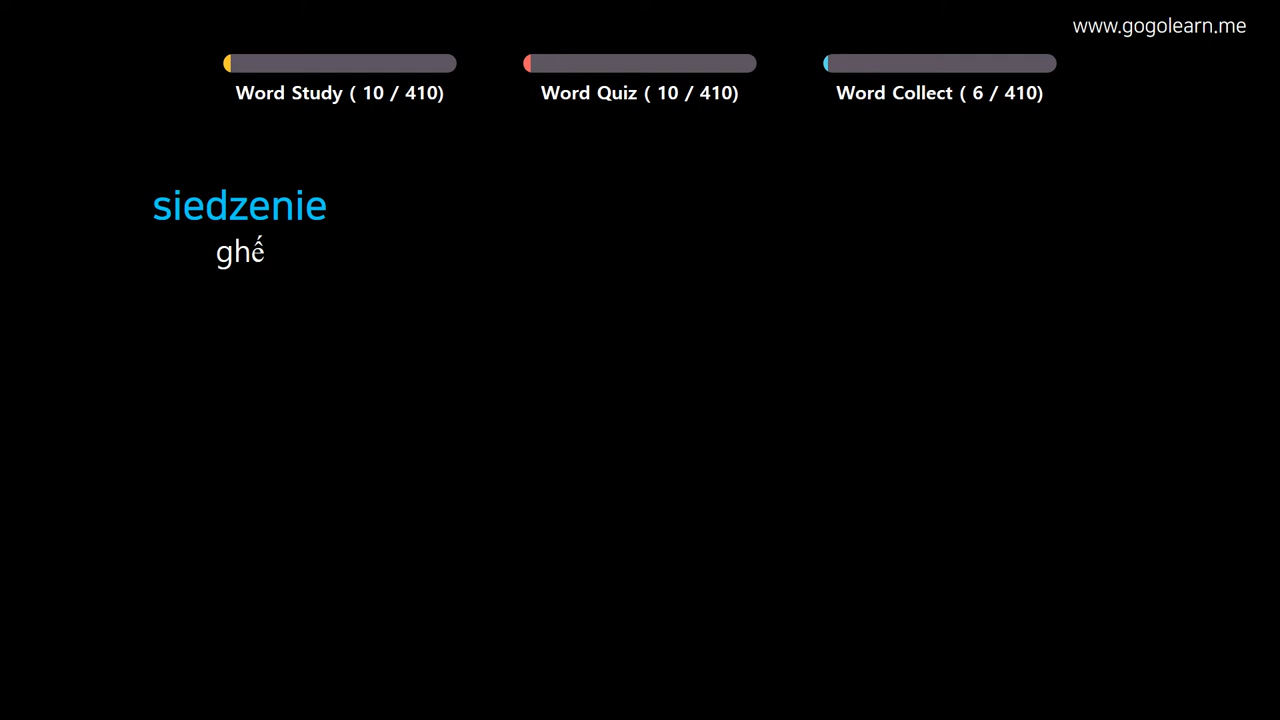 www.gogolearn.me
Word Study ( 10 / 410)
Word Quiz ( 10 / 410)
Word Collect ( 6 / 410)
siedzenie
ghế